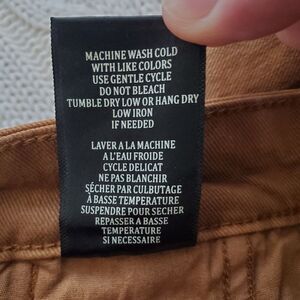 MACHINE WASH COLD
WITH LIKE COLORS
USE GENTLE CYCLE
DO NOT BLEACH
TUMBLE DRY LOW OR HANG DRY
LOW IRON
IF NEEDED
LAVER A LA MACHINE
A L'EAU FROIDE
CYCLE DELICAT
NE PAS BLANCHIR
SÉCHER PAR CULBUTAGE
À BASSE TEMPERATURE
SUSPENDRE POUR SECHER
REPASSER A BASSE
TEMPERATURE
SI NECESSAIRE